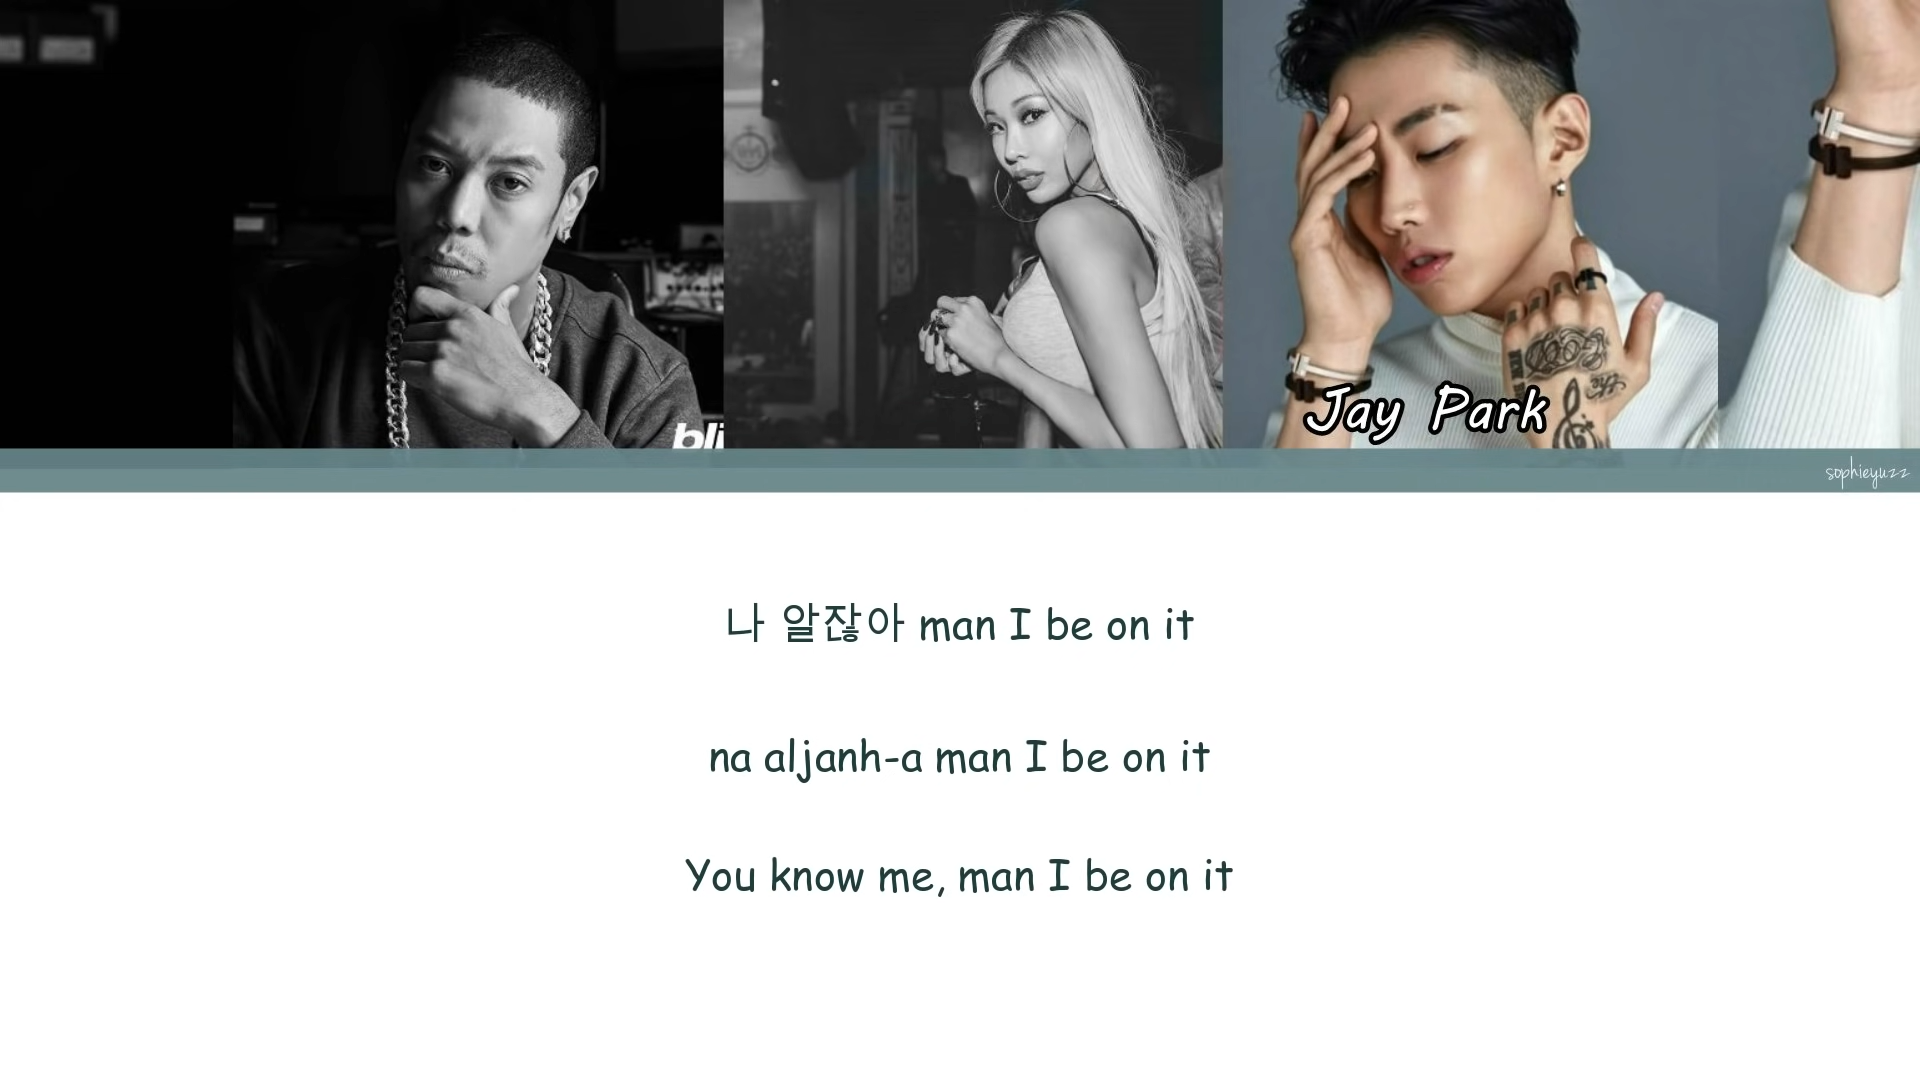 bli
Jay Park
sophieyuzz
나 알잖아 man I be on it
na aljanh-a man I be on it
You know me, man I be on it